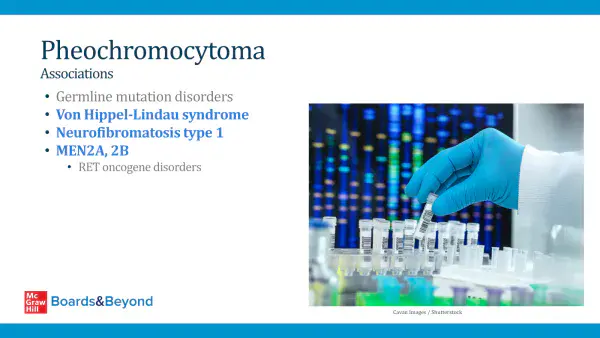 Pheochromocytoma
Associations
• Germline mutation disorders
• Von Hippel-Lindau syndrome
• Neurofibromatosis type 1
• MEN2A, 2B
• RET oncogene disorders
Mc
Graw
Hill
Boards&Beyond
Cavan Images / Shutterstock